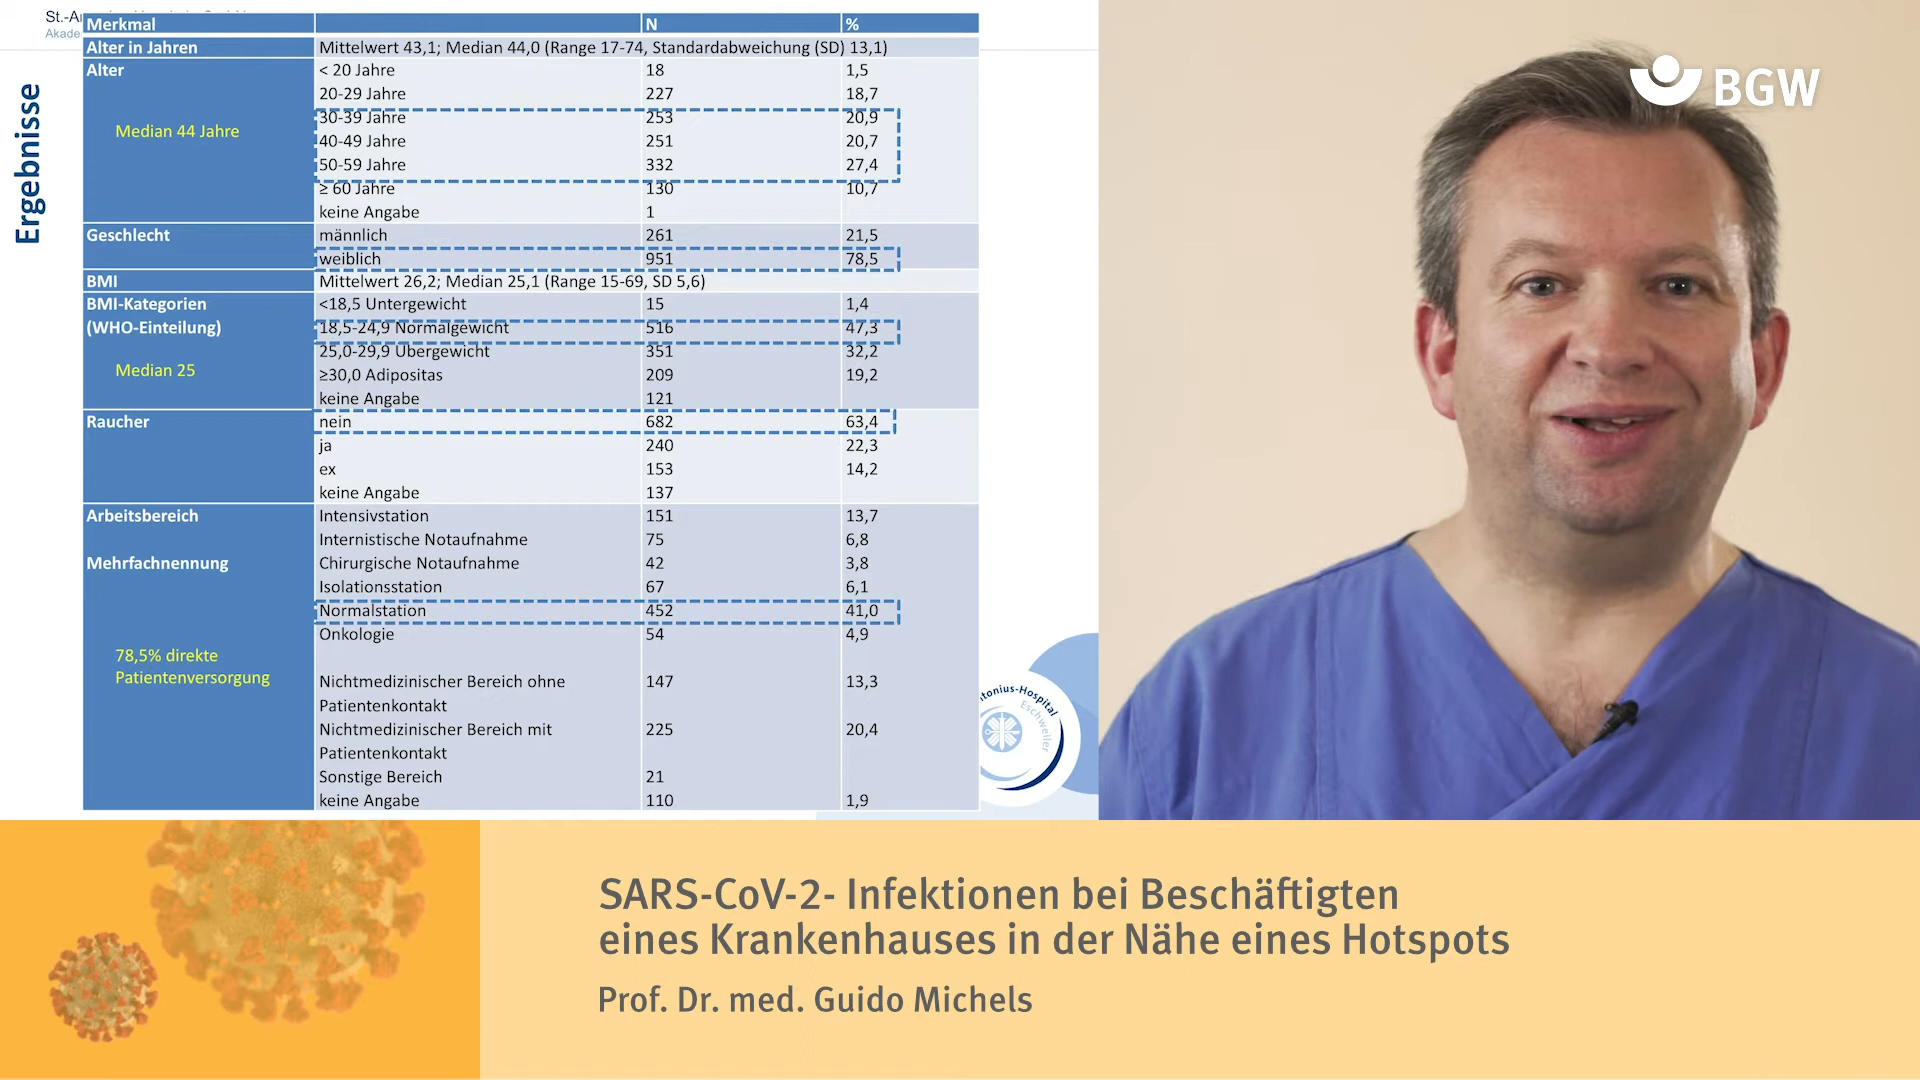 St.-A
Akade
Ergebnisse
Merkmal N %
Alter in Jahren Mittelwert 43,1; Median 44,0 (Range 17-74, Standardabweichung (SD) 13,1)
Alter < 20 Jahre 18 1,5
20-29 Jahre 227 18,7
30-39 Jahre 253 20,9
Median 44 Jahre 40-49 Jahre 251 20,7
50-59 Jahre 332 27,4
≥ 60 Jahre 130 10,7
keine Angabe 1
Geschlecht männlich 261 21,5
weiblich 951 78,5
BMI Mittelwert 26,2; Median 25,1 (Range 15-69, SD 5,6)
BMI-Kategorien <18,5 Untergewicht 15 1,4
(WHO-Einteilung) 18,5-24,9 Normalgewicht 516 47,3
25,0-29,9 Übergewicht 351 32,2
Median 25 ≥30,0 Adipositas 209 19,2
keine Angabe 121
Raucher nein 682 63,4
ja 240 22,3
ex 153 14,2
keine Angabe 137
Arbeitsbereich Intensivstation 151 13,7
Internistische Notaufnahme 75 6,8
Mehrfachnennung Chirurgische Notaufnahme 42 3,8
Isolationsstation 67 6,1
Normalstation 452 41,0
Onkologie 54 4,9
78,5% direkte
Patientenversorgung Nichtmedizinischer Bereich ohne 147 13,3
Patientenkontakt
Nichtmedizinischer Bereich mit 225 20,4
Patientenkontakt
Sonstige Bereich 21
keine Angabe 110 1,9
tonius-Hospital
Eschweiler
BGW
SARS-CoV-2- Infektionen bei Beschäftigten
eines Krankenhauses in der Nähe eines Hotspots
Prof. Dr. med. Guido Michels